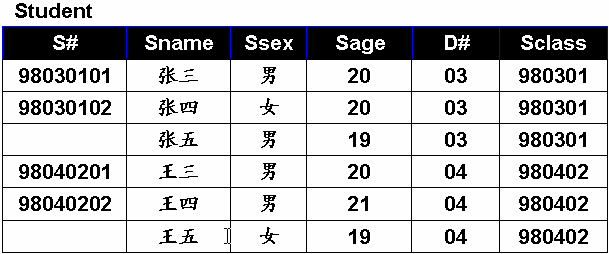 Student
S# Sname Ssex Sage D# Sclass
98030101 张三 男 20 03 980301
98030102 张四 女 20 03 980301
张五 男 19 03 980301
98040201 王三 男 20 04 980402
98040202 王四 男 21 04 980402
王五 女 19 04 980402